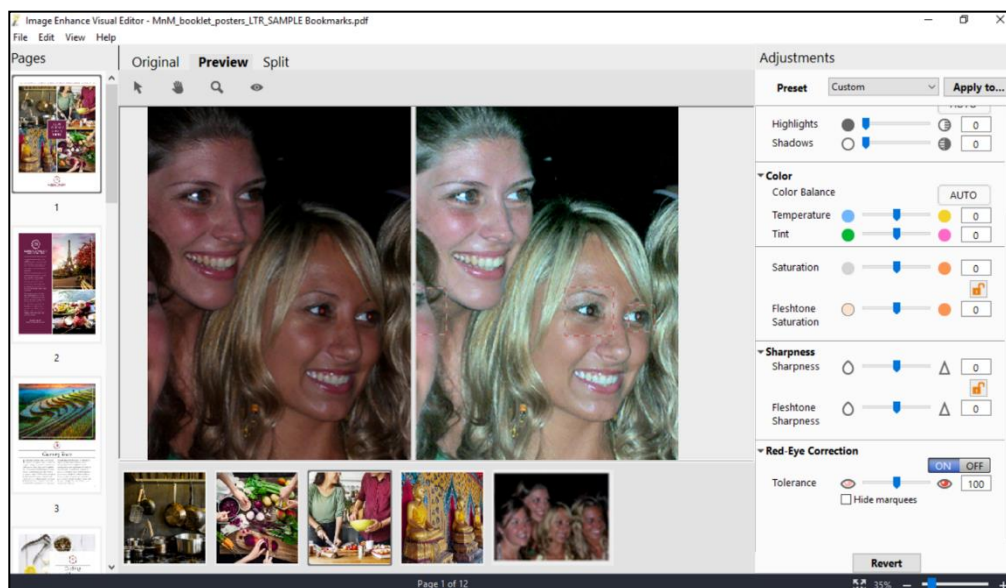 Image Enhance Visual Editor - MnM_booklet_posters_LTR_SAMPLE Bookmarks.pdf
File Edit View Help
Pages
Original Preview Split
Adjustments
Preset Custom Apply to...
AUTO
Highlights 0
Shadows 0
Color
Color Balance AUTO
Temperature 0
Tint 0
Saturation 0
Fleshtone
Saturation 0
Sharpness
Sharpness 0
Fleshtone
Sharpness 0
Red-Eye Correction
ON OFF
Tolerance 100
Hide marquees
Revert
1
2
3
Page 1 of 12
35%